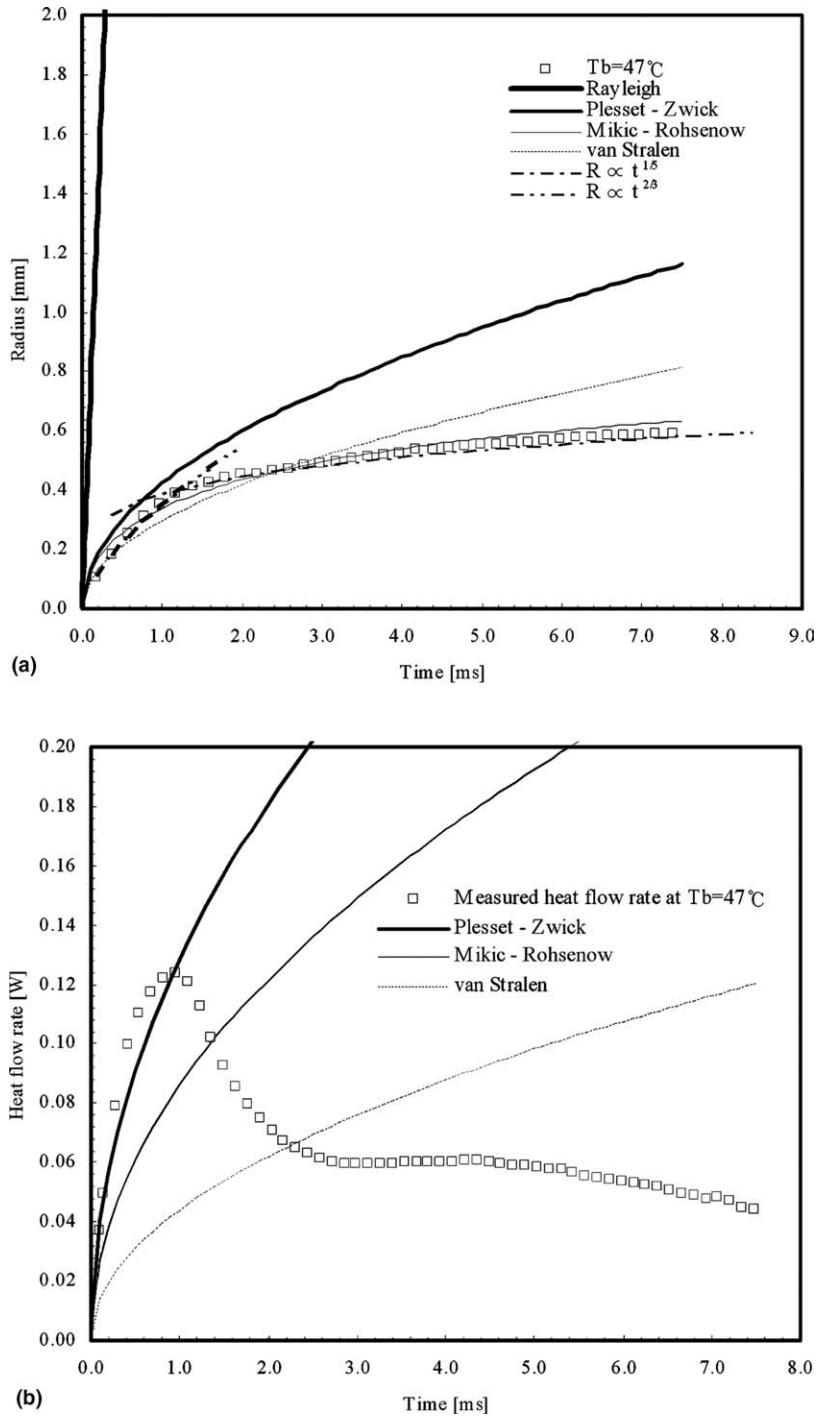 2.0
1.8
1.6
1.4
1.2
1.0
0.8
0.6
0.4
0.2
0.0
Radius [mm]
Tb=47℃
Rayleigh
Plesset - Zwick
Mikic - Rohsenow
van Stralen
R ∝ t^1/5
R ∝ t^2/3
0.0 1.0 2.0 3.0 4.0 5.0 6.0 7.0 8.0 9.0
Time [ms]
(a)
0.20
0.18
0.16
0.14
0.12
0.10
0.08
0.06
0.04
0.02
0.00
Heat flow rate [W]
Measured heat flow rate at Tb=47℃
Plesset - Zwick
Mikic - Rohsenow
van Stralen
0.0 1.0 2.0 3.0 4.0 5.0 6.0 7.0 8.0
Time [ms]
(b)